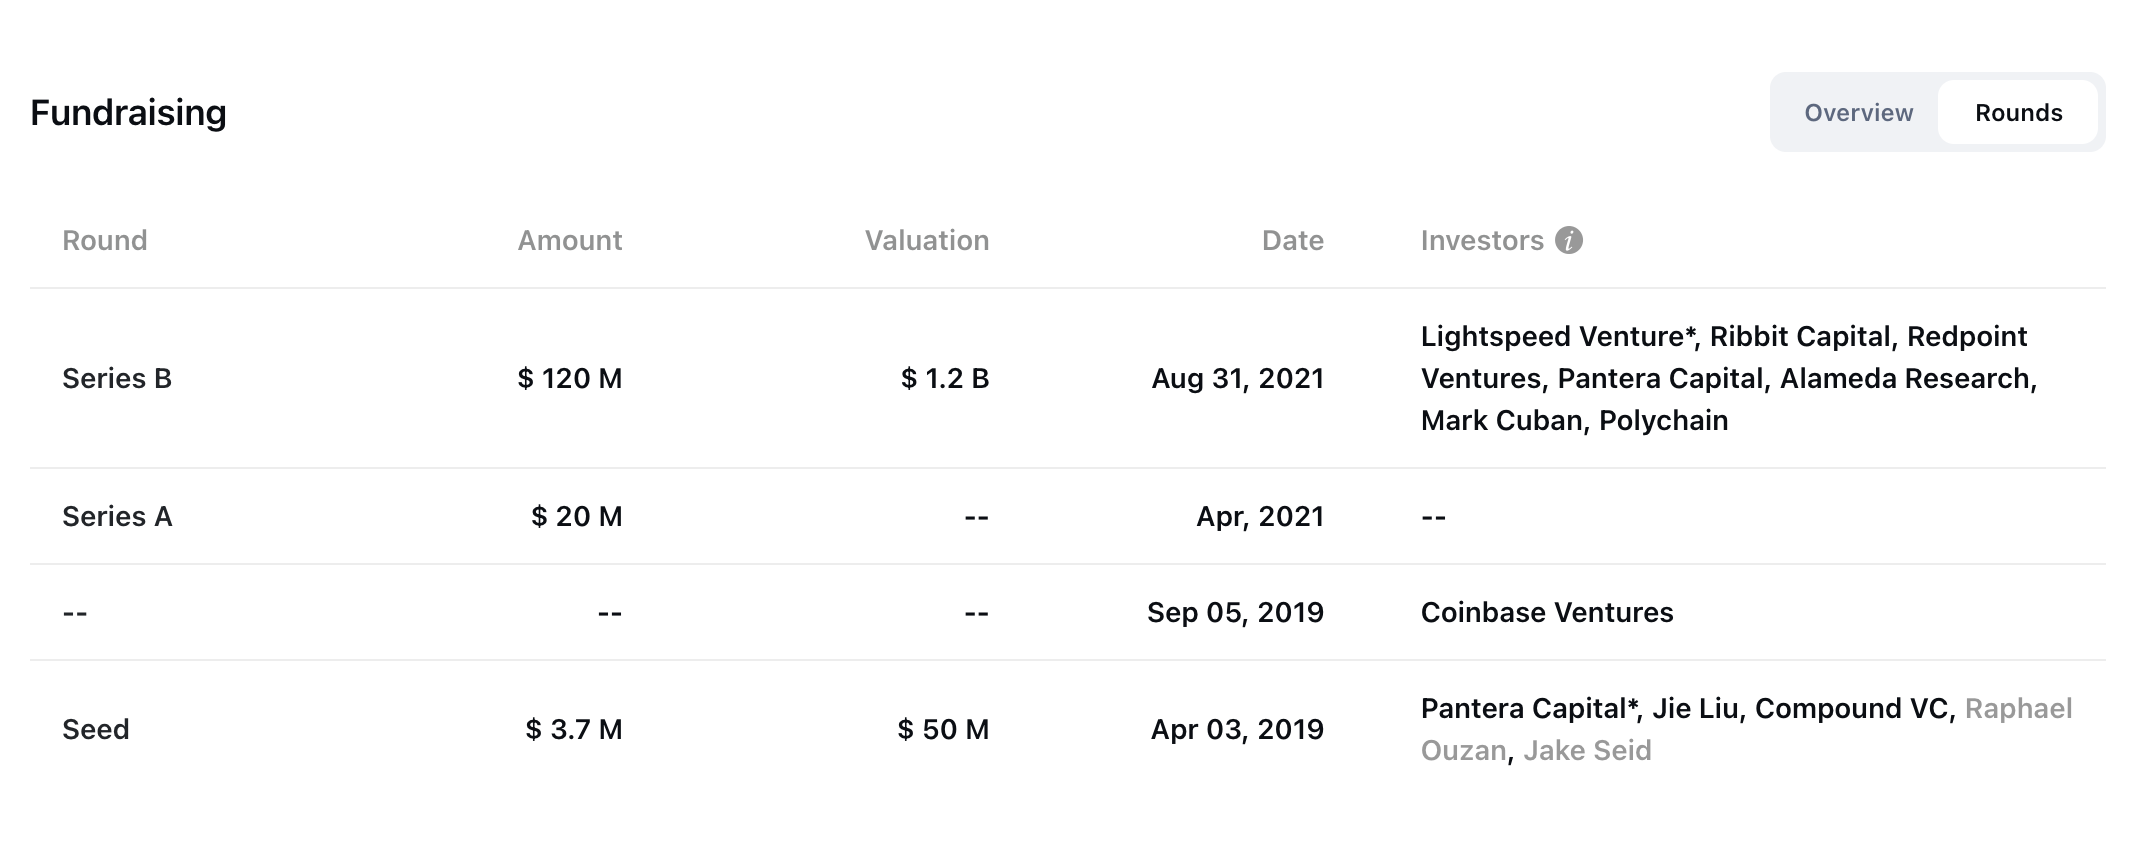 Fundraising
Overview Rounds
Round Amount Valuation Date Investors i
Lightspeed Venture*, Ribbit Capital, Redpoint
Series B $ 120 M $ 1.2 B Aug 31, 2021 Ventures, Pantera Capital, Alameda Research,
Mark Cuban, Polychain
Series A $ 20 M -- Apr, 2021 --
-- -- -- Sep 05, 2019 Coinbase Ventures
Seed $ 3.7 M $ 50 M Apr 03, 2019 Pantera Capital*, Jie Liu, Compound VC, Raphael
Ouzan, Jake Seid